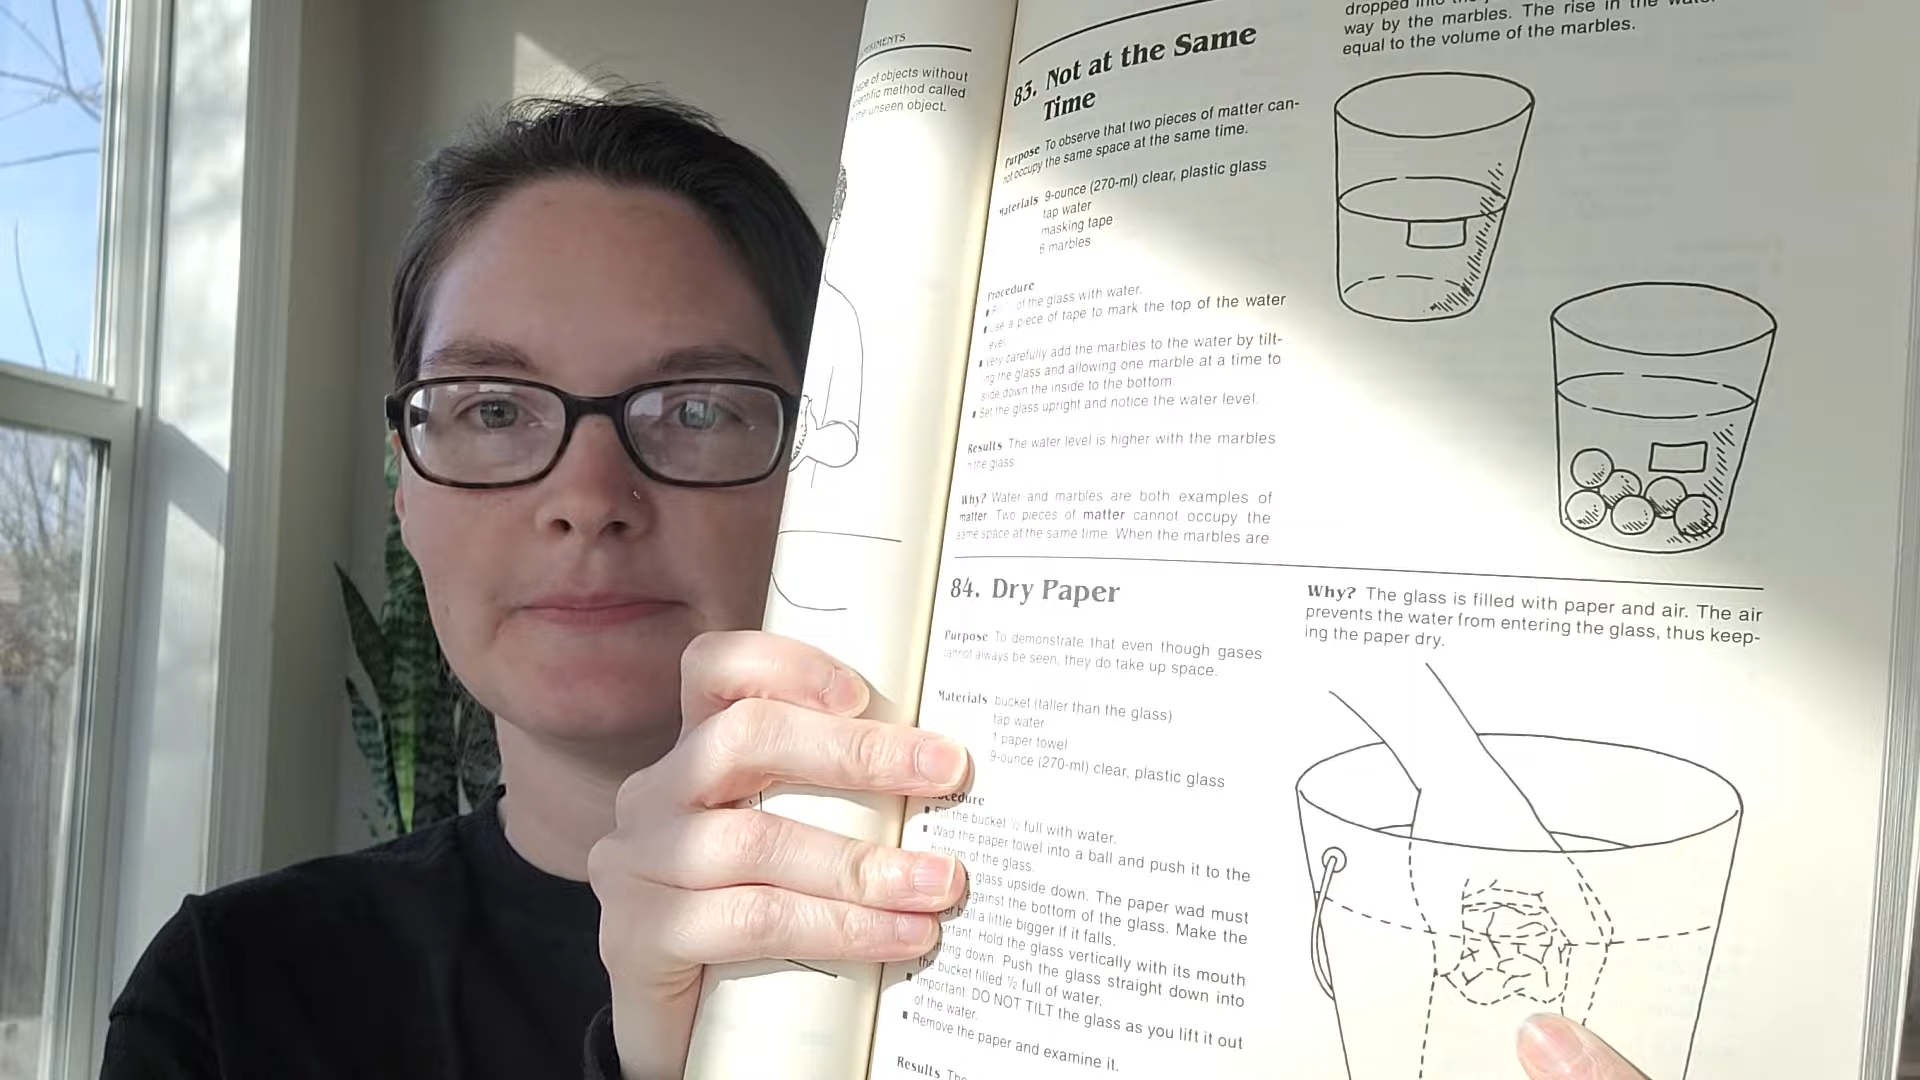 of objects without
method called
unseen object.
83. Not at the Same
Time
Purpose To observe that two pieces of matter can-
not occupy the same space at the same time.
Materials 9-ounce (270-ml) clear, plastic glass
tap water
masking tape
6 marbles
Procedure
of the glass with water.
■ Use a piece of tape to mark the top of the water
level.
■ Very carefully add the marbles to the water by tilt-
ing the glass and allowing one marble at a time to
slide down the inside to the bottom.
■ Set the glass upright and notice the water level.
Results The water level is higher with the marbles
in the glass
Why? Water and marbles are both examples of
matter. Two pieces of matter cannot occupy the
same space at the same time. When the marbles are
dropped into the
way by the marbles. The rise in the
equal to the volume of the marbles.
84. Dry Paper
Purpose To demonstrate that even though gases
cannot always be seen, they do take up space.
Materials bucket (taller than the glass)
tap water
1 paper towel
9-ounce (270-ml) clear, plastic glass
■ Fill the bucket ½ full with water.
■ Wad the paper towel into a ball and push it to the
bottom of the glass.
glass upside down. The paper wad must
against the bottom of the glass. Make the
ball a little bigger if it falls.
Hold the glass vertically with its mouth
down. Push the glass straight down into
the bucket filled ½ full of water.
■ Important: DO NOT TILT the glass as you lift it out
of the water.
■ Remove the paper and examine it.
Results The
Why? The glass is filled with paper and air. The air
prevents the water from entering the glass, thus keep-
ing the paper dry.